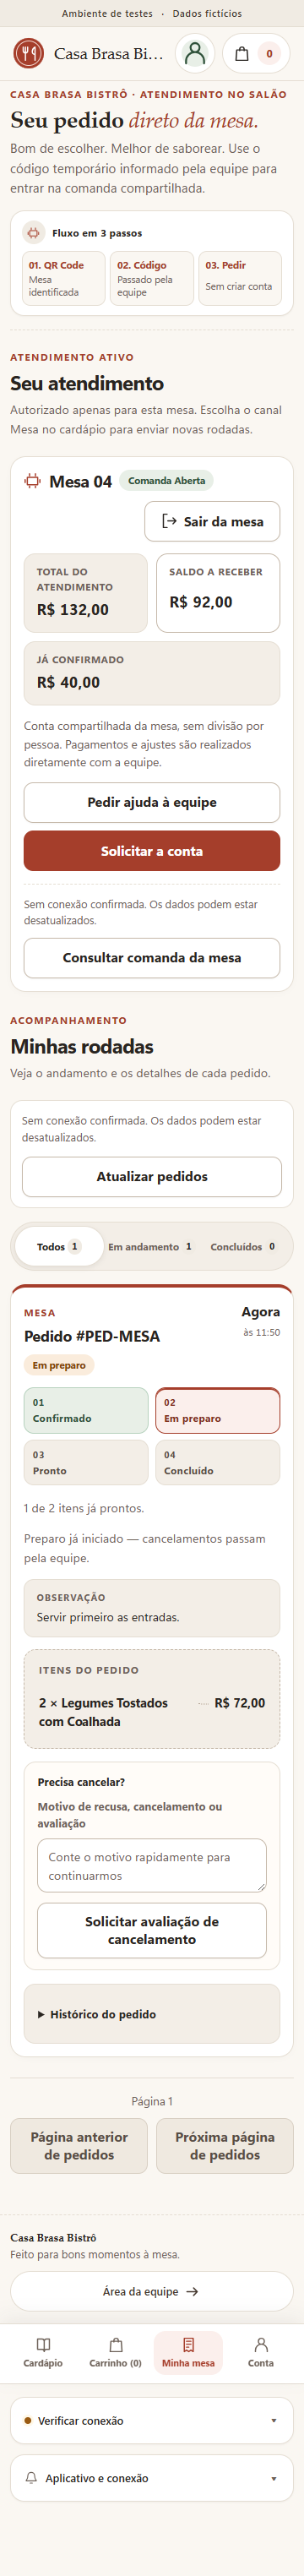 Ambiente de testes · Dados fictícios
Casa Brasa Bi...
0
CASA BRASA BISTRÔ · ATENDIMENTO NO SALÃO
Seu pedido direto da mesa.
Bom de escolher. Melhor de saborear. Use o
código temporário informado pela equipe para
entrar na comanda compartilhada.
Fluxo em 3 passos
01. QR Code
Mesa
identificada
02. Código
Passado pela
equipe
03. Pedir
Sem criar conta
ATENDIMENTO ATIVO
Seu atendimento
Autorizado apenas para esta mesa. Escolha o canal
Mesa no cardápio para enviar novas rodadas.
Mesa 04
Comanda Aberta
Sair da mesa
TOTAL DO
ATENDIMENTO
R$ 132,00
SALDO A RECEBER
R$ 92,00
JÁ CONFIRMADO
R$ 40,00
Conta compartilhada da mesa, sem divisão por
pessoa. Pagamentos e ajustes são realizados
diretamente com a equipe.
Pedir ajuda à equipe
Solicitar a conta
Sem conexão confirmada. Os dados podem estar
desatualizados.
Consultar comanda da mesa
ACOMPANHAMENTO
Minhas rodadas
Veja o andamento e os detalhes de cada pedido.
Sem conexão confirmada. Os dados podem estar
desatualizados.
Atualizar pedidos
Todos 1
Em andamento 1
Concluídos 0
MESA
Pedido #PED-MESA
Agora
às 11:50
Em preparo
01
Confirmado
02
Em preparo
03
Pronto
04
Concluído
1 de 2 itens já prontos.
Preparo já iniciado — cancelamentos passam
pela equipe.
OBSERVAÇÃO
Servir primeiro as entradas.
ITENS DO PEDIDO
2 × Legumes Tostados
com Coalhada
R$ 72,00
Precisa cancelar?
Motivo de recusa, cancelamento ou
avaliação
Conte o motivo rapidamente para
continuarmos
Solicitar avaliação de
cancelamento
Histórico do pedido
Página 1
Página anterior
de pedidos
Próxima página
de pedidos
Casa Brasa Bistrô
Feito para bons momentos à mesa.
Área da equipe →
Cardápio
Carrinho (0)
Minha mesa
Conta
Verificar conexão
Aplicativo e conexão